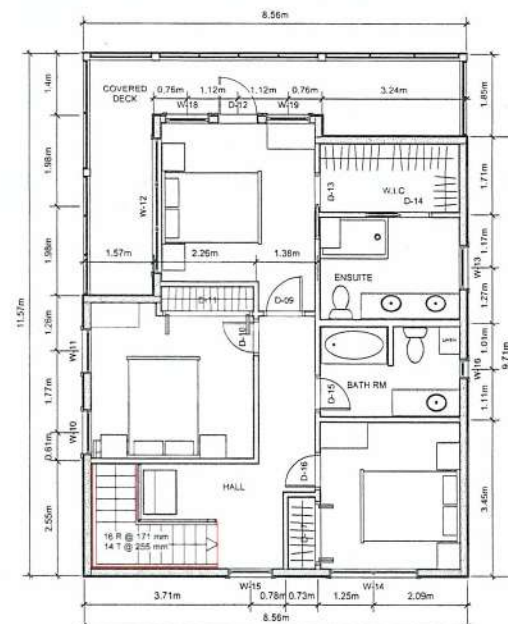 8.56m
COVERED
DECK
0.76m
1.12m
1.12m
0.76m
3.24m
W-18
D-12
W-19
1.4m
1.85m
1.98m
D-13
W.I.C
D-14
1.71m
W-12
1.98m
1.57m
2.26m
1.38m
1.17m
W-13
ENSUITE
11.57m
D-11
D-09
1.27m
1.26m
D-10
W-11
1.01m
LINEN
9.71m
W-16
BATH RM
D-15
1.77m
1.11m
W-10
0.61m
HALL
D-16
2.55m
3.45m
16 R @ 171 mm
14 T @ 255 mm
W-15
W-14
3.71m
0.78m
0.73m
1.25m
2.09m
8.56m